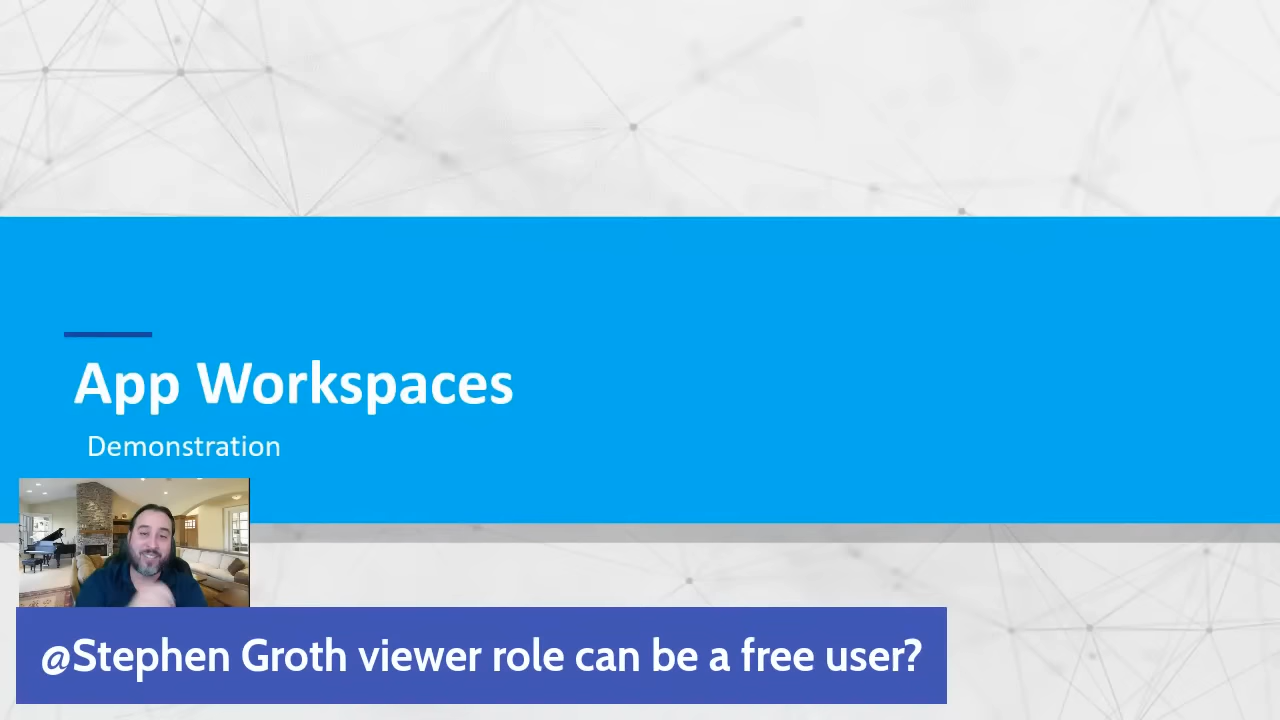 App Workspaces
Demonstration
@Stephen Groth viewer role can be a free user?